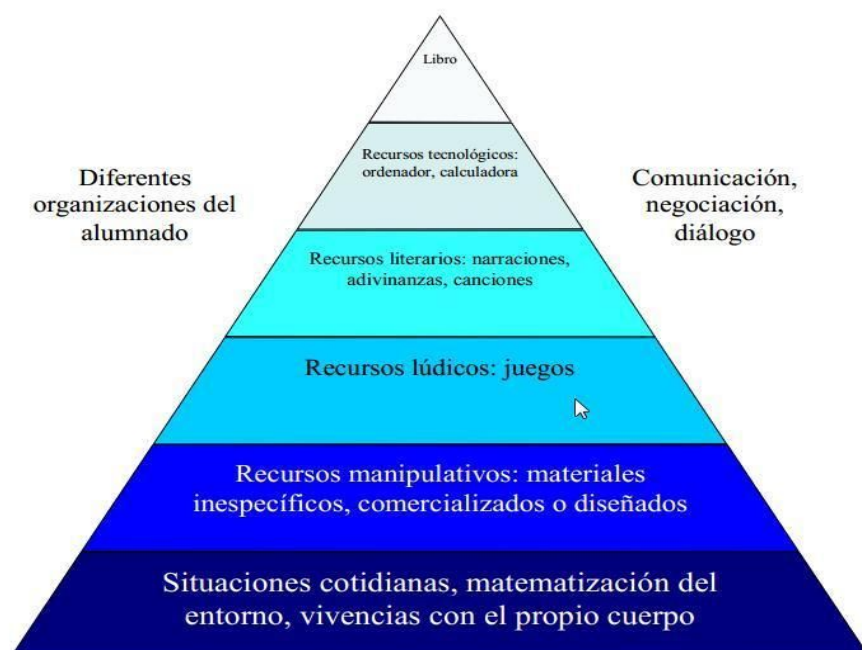 Libro
Recursos tecnológicos:
ordenador, calculadora
Diferentes
organizaciones del
alumnado
Comunicación,
negociación,
diálogo
Recursos literarios: narraciones,
adivinanzas, canciones
Recursos lúdicos: juegos
Recursos manipulativos: materiales
inespecíficos, comercializados o diseñados
Situaciones cotidianas, matematización del
entorno, vivencias con el propio cuerpo